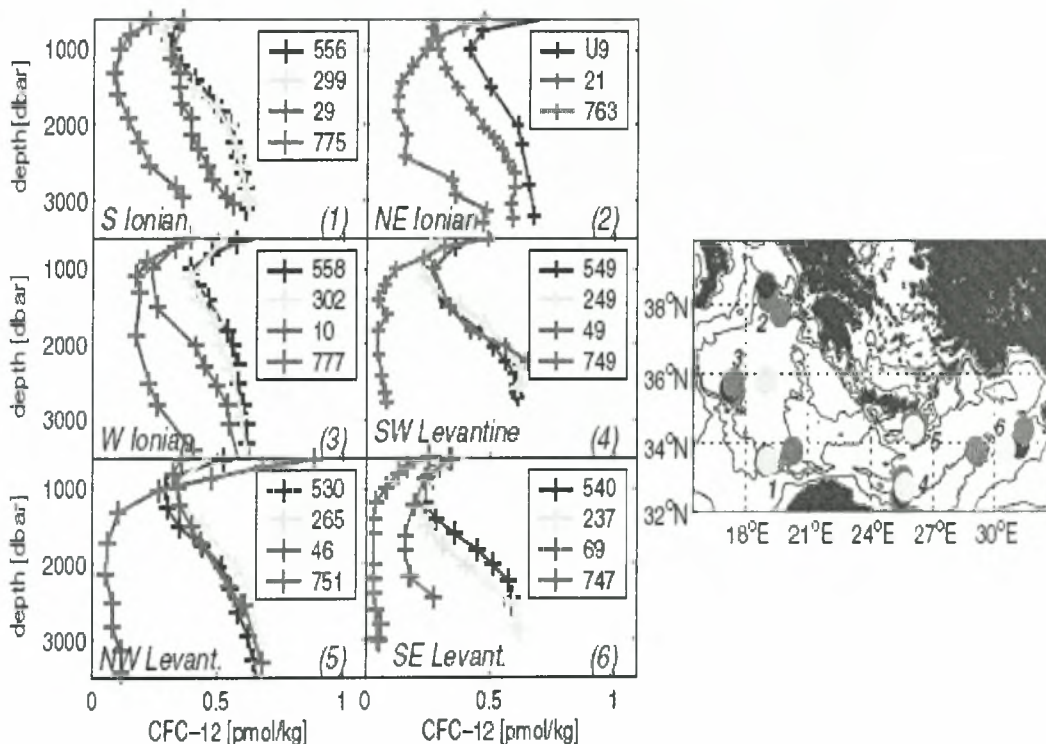 depth [dbar]
1000
2000
3000
556
299
29
775
S Ionian
(1)
U9
21
763
NE Ionian
(2)
depth [dbar]
1000
2000
3000
558
302
10
777
W Ionian
(3)
549
249
49
749
SW Levantine
(4)
depth [dbar]
1000
2000
3000
530
265
46
751
NW Levant.
(5)
540
237
69
747
SE Levant.
(6)
0 0.5 1
0 0.5 1
CFC-12 [pmol/kg]
CFC-12 [pmol/kg]
38°N
36°N
34°N
32°N
2
3
1
5
4
6
18°E 21°E 24°E 27°E 30°E